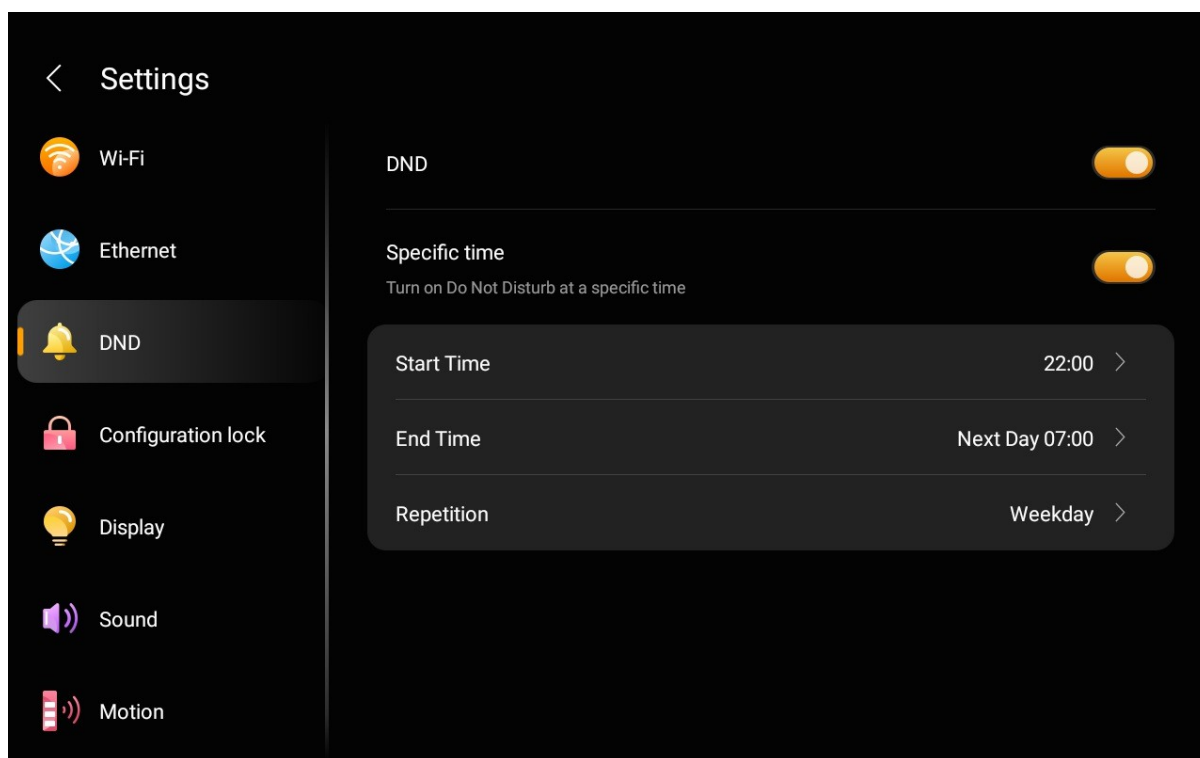 Settings
Wi-Fi
Ethernet
DND
Configuration lock
Display
Sound
Motion
DND
Specific time
Turn on Do Not Disturb at a specific time
Start Time 22:00
End Time Next Day 07:00
Repetition Weekday